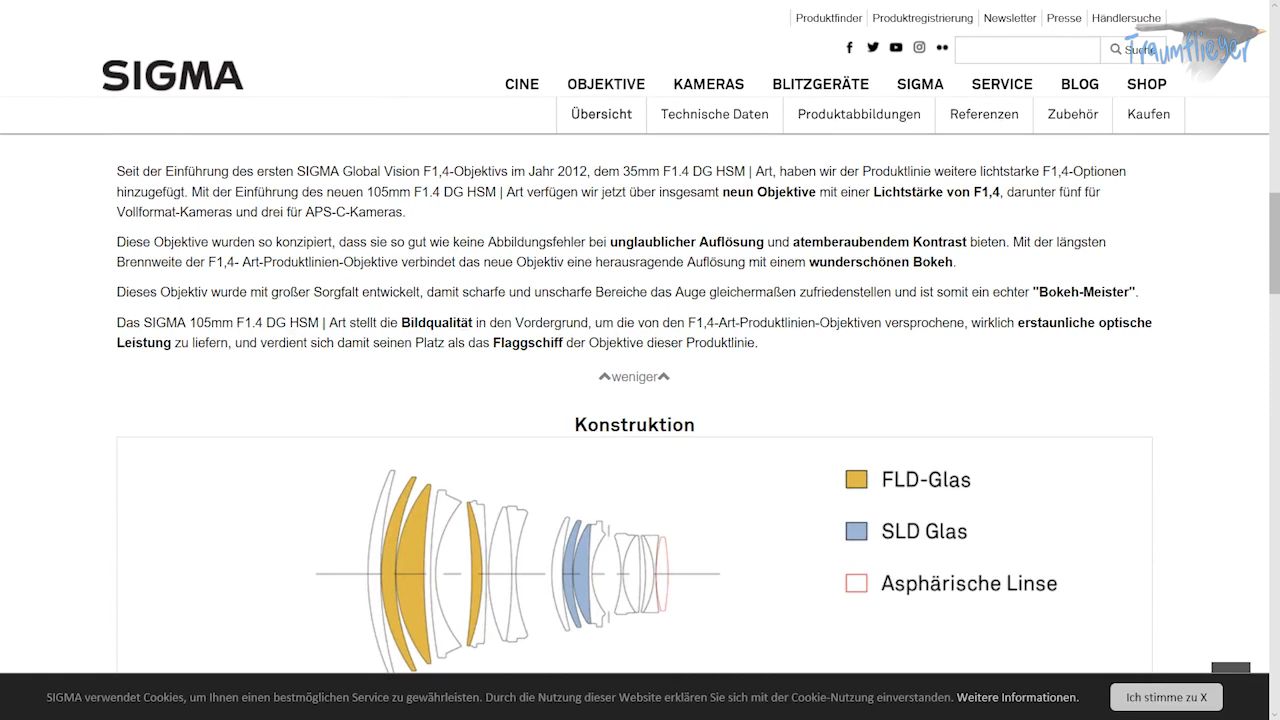 Produktfinder Produktregistrierung Newsletter Presse Händlersuche
Traumflieger
Suche
SIGMA
CINE OBJEKTIVE KAMERAS BLITZGERÄTE SIGMA SERVICE BLOG SHOP
Übersicht Technische Daten Produktabbildungen Referenzen Zubehör Kaufen
Seit der Einführung des ersten SIGMA Global Vision F1,4-Objektivs im Jahr 2012, dem 35mm F1.4 DG HSM | Art, haben wir der Produktlinie weitere lichtstarke F1,4-Optionen
hinzugefügt. Mit der Einführung des neuen 105mm F1.4 DG HSM | Art verfügen wir jetzt über insgesamt neun Objektive mit einer Lichtstärke von F1,4, darunter fünf für
Vollformat-Kameras und drei für APS-C-Kameras.
Diese Objektive wurden so konzipiert, dass sie so gut wie keine Abbildungsfehler bei unglaublicher Auflösung und atemberaubendem Kontrast bieten. Mit der längsten
Brennweite der F1,4- Art-Produktlinien-Objektive verbindet das neue Objektiv eine herausragende Auflösung mit einem wunderschönen Bokeh.
Dieses Objektiv wurde mit großer Sorgfalt entwickelt, damit scharfe und unscharfe Bereiche das Auge gleichermaßen zufriedenstellen und ist somit ein echter "Bokeh-Meister".
Das SIGMA 105mm F1.4 DG HSM | Art stellt die Bildqualität in den Vordergrund, um die von den F1,4-Art-Produktlinien-Objektiven versprochene, wirklich erstaunliche optische
Leistung zu liefern, und verdient sich damit seinen Platz als das Flaggschiff der Objektive dieser Produktlinie.
weniger
Konstruktion
FLD-Glas
SLD Glas
Asphärische Linse
SIGMA verwendet Cookies, um Ihnen einen bestmöglichen Service zu gewährleisten. Durch die Nutzung dieser Website erklären Sie sich mit der Cookie-Nutzung einverstanden. Weitere Informationen. Ich stimme zu X